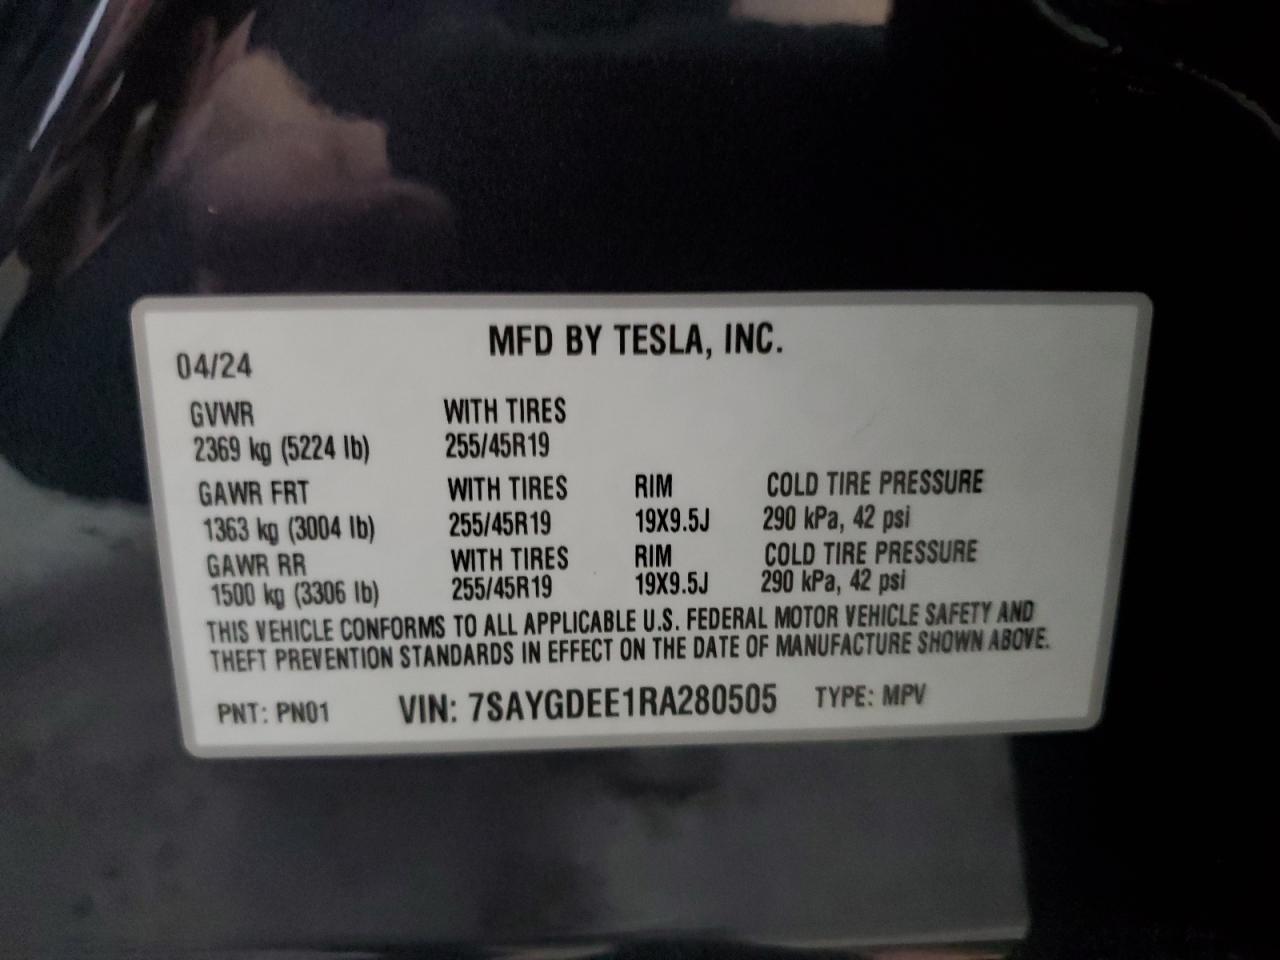 MFD BY TESLA, INC.
04/24
GVWR WITH TIRES
2369 kg (5224 lb) 255/45R19
GAWR FRT WITH TIRES RIM COLD TIRE PRESSURE
1363 kg (3004 lb) 255/45R19 19X9.5J 290 kPa, 42 psi
GAWR RR WITH TIRES RIM COLD TIRE PRESSURE
1500 kg (3306 lb) 255/45R19 19X9.5J 290 kPa, 42 psi
THIS VEHICLE CONFORMS TO ALL APPLICABLE U.S. FEDERAL MOTOR VEHICLE SAFETY AND
THEFT PREVENTION STANDARDS IN EFFECT ON THE DATE OF MANUFACTURE SHOWN ABOVE.
PNT: PN01 VIN: 7SAYGDEE1RA280505 TYPE: MPV